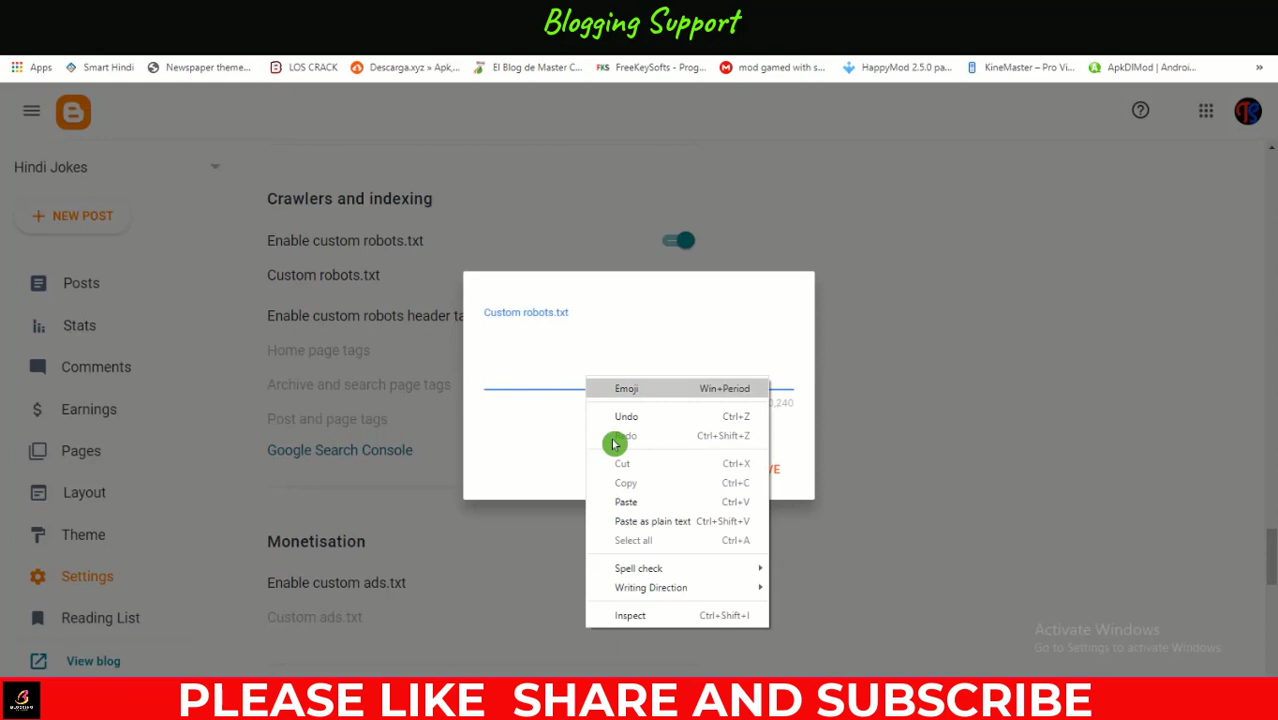 Blogging Support
Apps
Smart Hindi
Newspaper theme...
LOS CRACK
Descarga.xyz » Apk,...
El Blog de Master C...
FKS FreeKeySofts - Prog...
mod gamed with s...
HappyMod 2.5.0 pa...
KineMaster – Pro Vi...
ApkDlMod | Androi...
»
Hindi Jokes
+ NEW POST
Posts
Stats
Comments
Earnings
Pages
Layout
Theme
Settings
Reading List
View blog
Crawlers and indexing
Enable custom robots.txt
Custom robots.txt
Enable custom robots header ta
Home page tags
Archive and search page tags
Post and page tags
Google Search Console
Monetisation
Enable custom ads.txt
Custom ads.txt
Custom robots.txt
0,240
VE
Emoji Win+Period
Undo Ctrl+Z
Redo Ctrl+Shift+Z
Cut Ctrl+X
Copy Ctrl+C
Paste Ctrl+V
Paste as plain text Ctrl+Shift+V
Select all Ctrl+A
Spell check
Writing Direction
Inspect Ctrl+Shift+I
Activate Windows
Go to Settings to activate Windows.
PLEASE LIKE SHARE AND SUBSCRIBE